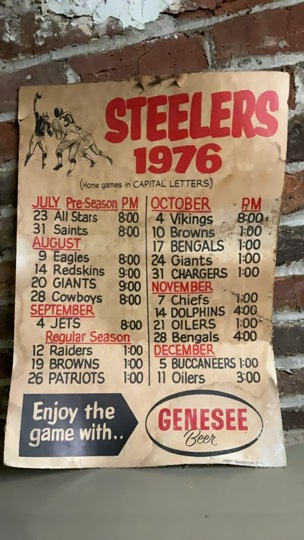 STEELERS
1976
(Home games in CAPITAL LETTERS)
JULY Pre-Season PM
23 All Stars 8:00
31 Saints 8:00
AUGUST
9 Eagles 8:00
14 Redskins 9:00
20 GIANTS 9:00
28 Cowboys 8:00
SEPTEMBER
4 JETS 8:00
Regular Season
12 Raiders 1:00
19 BROWNS 1:00
26 PATRIOTS 1:00
OCTOBER PM
4 Vikings 8:00
10 Browns 1:00
17 BENGALS 1:00
24 Giants 1:00
31 CHARGERS 1:00
NOVEMBER
7 Chiefs 1:00
14 DOLPHINS 4:00
21 OILERS 1:00
28 Bengals 4:00
DECEMBER
5 BUCCANEERS 1:00
11 Oilers 3:00
Enjoy the
game with..
GENESEE
Beer